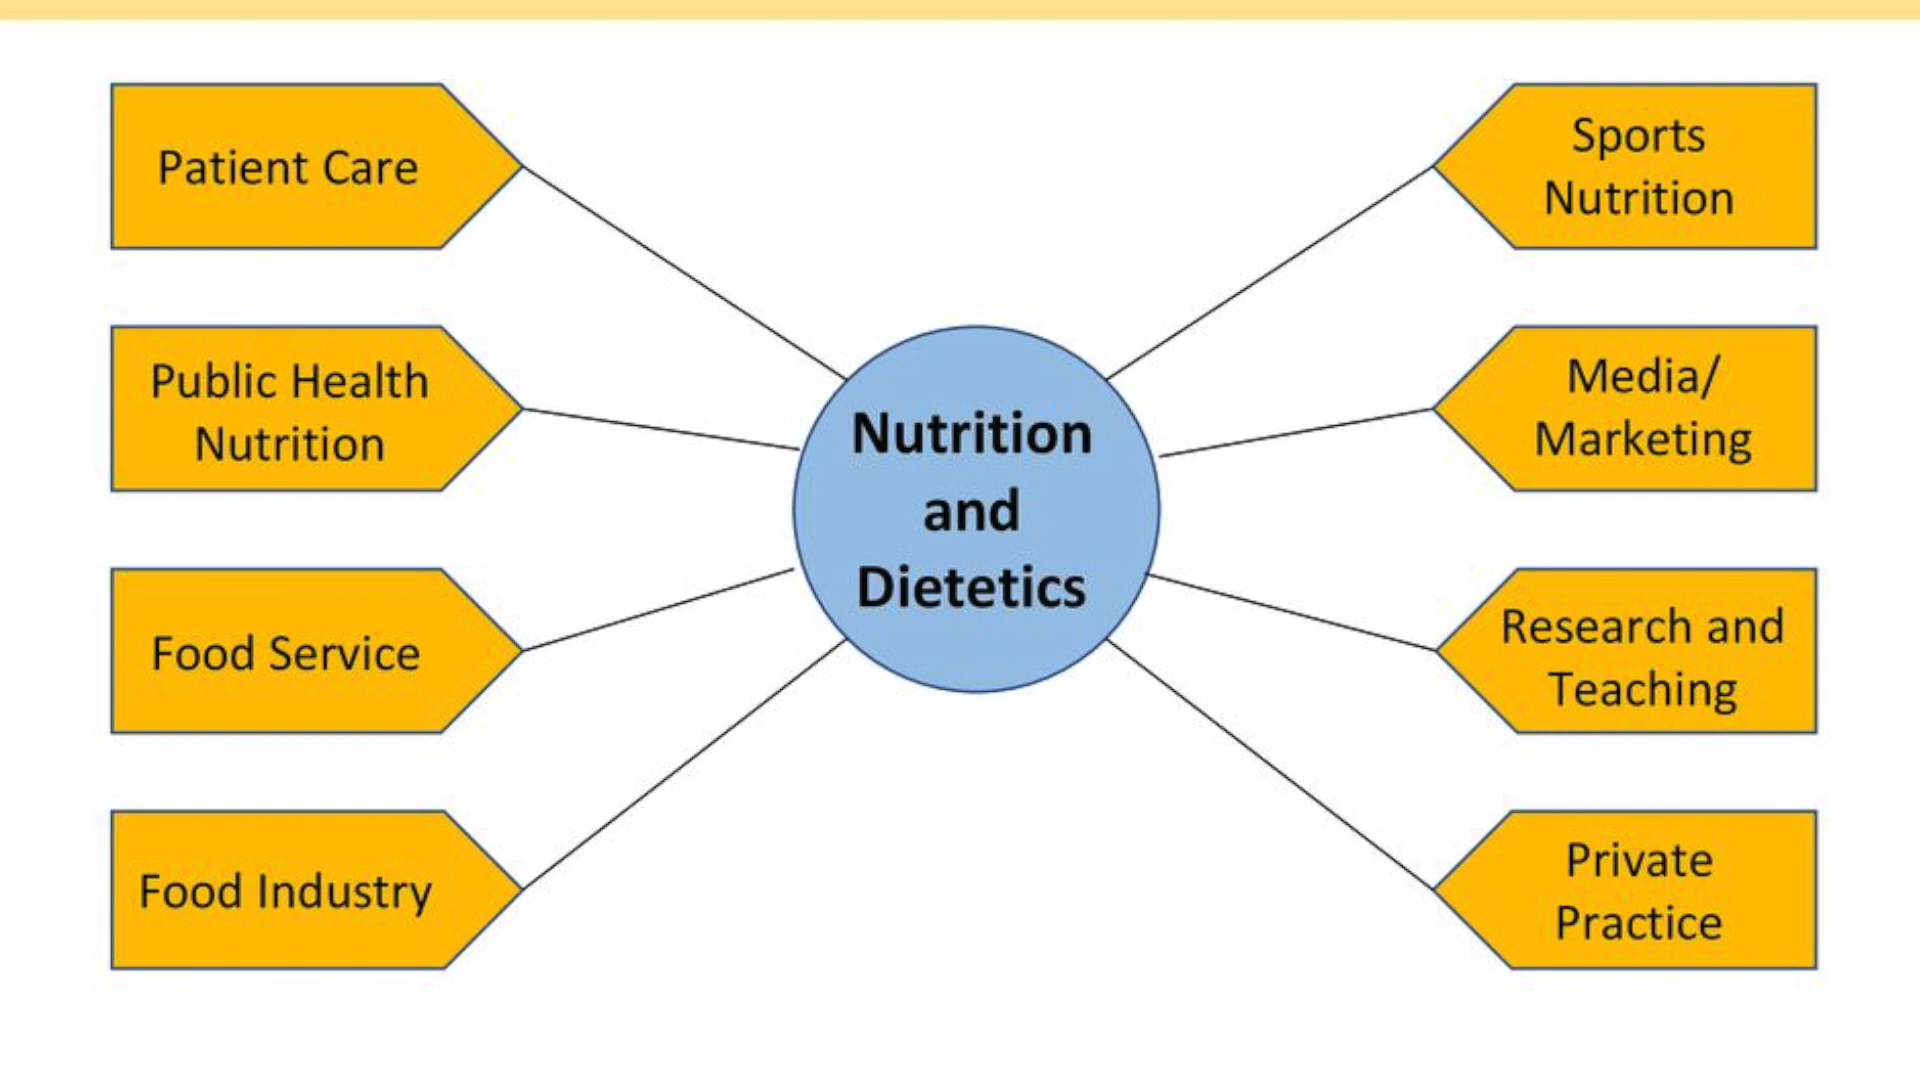 Patient Care
Public Health
Nutrition
Food Service
Food Industry
Nutrition
and
Dietetics
Sports
Nutrition
Media/
Marketing
Research and
Teaching
Private
Practice